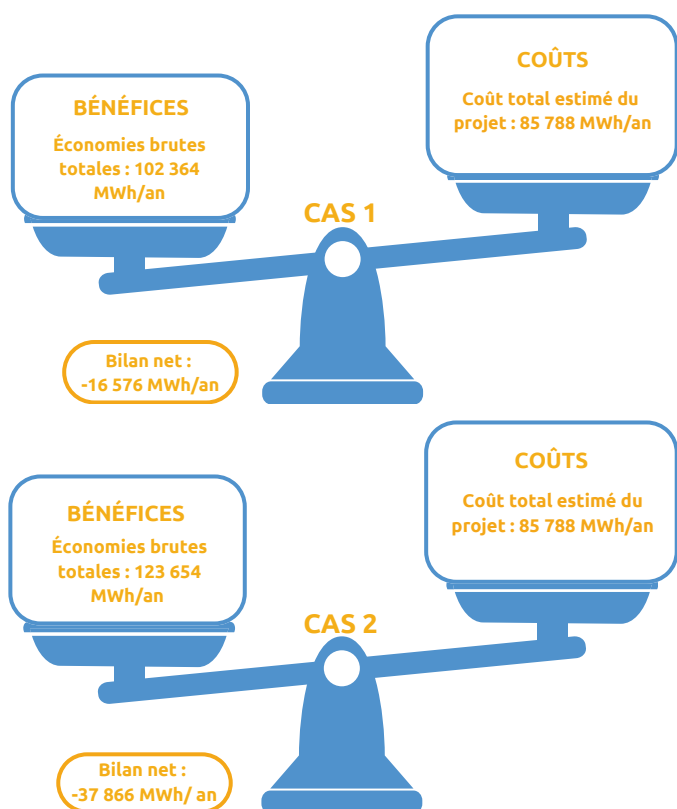 COÛTS
Coût total estimé du
projet : 85 788 MWh/an
BÉNÉFICES
Économies brutes
totales : 102 364
MWh/an
CAS 1
Bilan net :
-16 576 MWh/an
COÛTS
Coût total estimé du
projet : 85 788 MWh/an
BÉNÉFICES
Économies brutes
totales : 123 654
MWh/an
CAS 2
Bilan net :
-37 866 MWh/ an